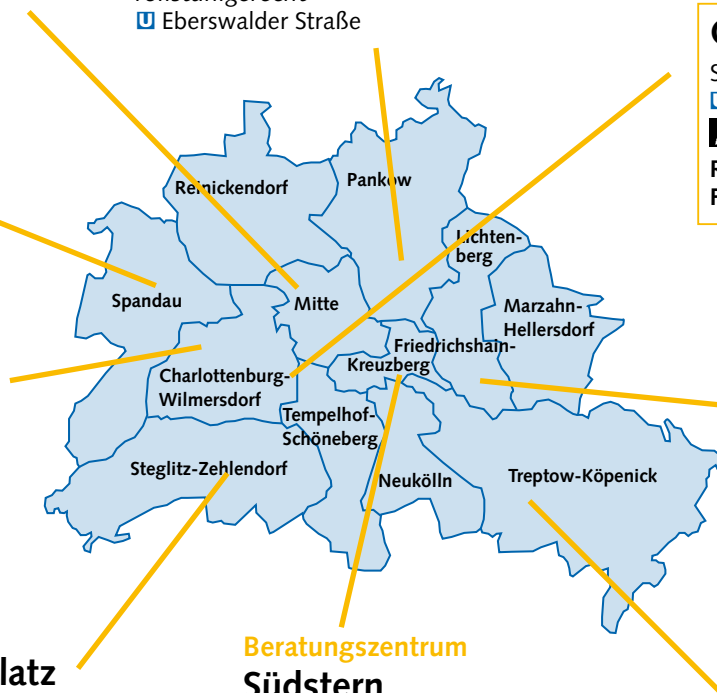 U Eberswalder Straße
Reinickendorf
Pankow
Lichten-
berg
Spandau
Mitte
Marzahn-
Hellersdorf
Friedrichshain-
Kreuzberg
Charlottenburg-
Wilmersdorf
Tempelhof-
Schöneberg
Steglitz-Zehlendorf
Neukölln
Treptow-Köpenick
latz
Beratungszentrum
Südstern